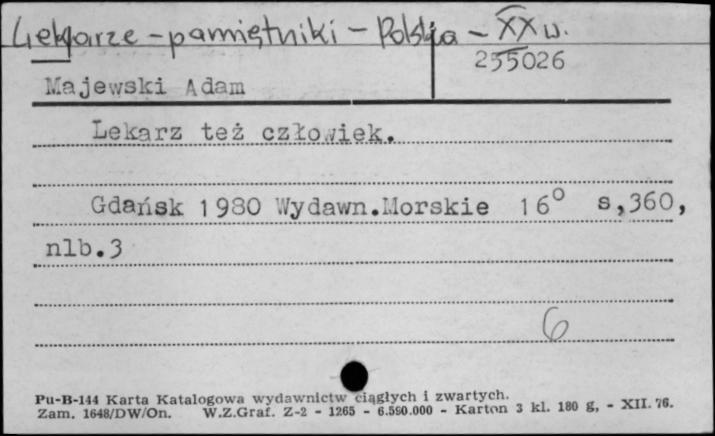 Lekarze - pamiętniki - Polska - XX w.
255026
Majewski Adam
Lekarz też człowiek.
Gdańsk 1980 Wydawn.Morskie 16° s,360,
nlb.3
6
Pu-B-144 Karta Katalogowa wydawnictw ciągłych i zwartych.
Zam. 1648/DW/On. W.Z.Graf. Z-2 - 1265 - 6.590.000 - Karton 3 kl. 180 g, - XII. 76.